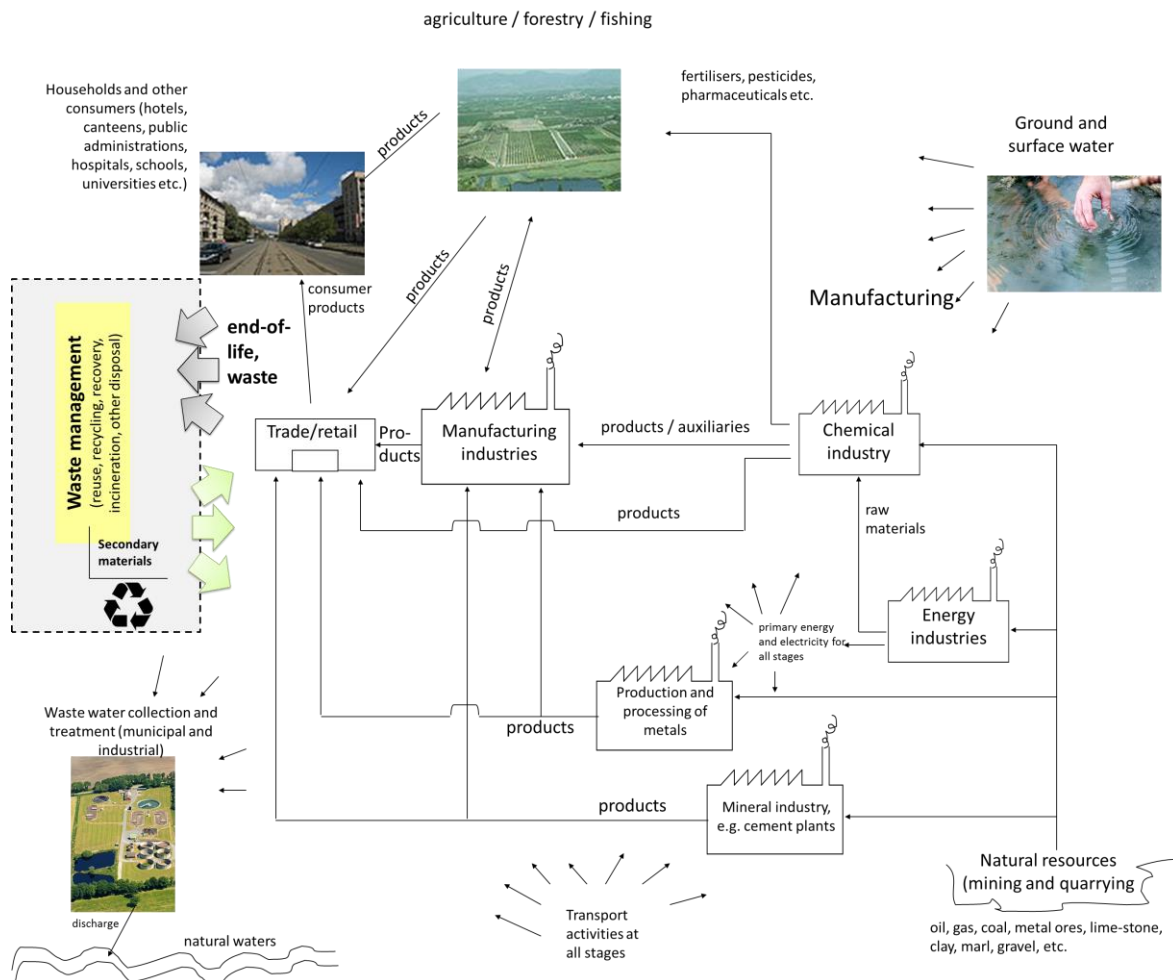 agriculture / forestry / fishing
Households and other
consumers (hotels,
canteens, public
administrations,
hospitals, schools,
universities etc.)
products
fertilisers, pesticides,
pharmaceuticals etc.
Ground and
surface water
consumer
products
products
products
Manufacturing
end-of-
life,
waste
Waste management
(reuse, recycling, recovery,
incineration, other disposal)
Secondary
materials
Trade/retail
Pro-
ducts
Manufacturing
industries
products / auxiliaries
Chemical
industry
products
raw
materials
Energy
industries
primary energy
and electricity for
all stages
Production and
processing of
metals
products
Waste water collection and
treatment (municipal and
industrial)
products
Mineral industry,
e.g. cement plants
Natural resources
(mining and quarrying
oil, gas, coal, metal ores, lime-stone,
clay, marl, gravel, etc.
Transport
activities at
all stages
discharge
natural waters